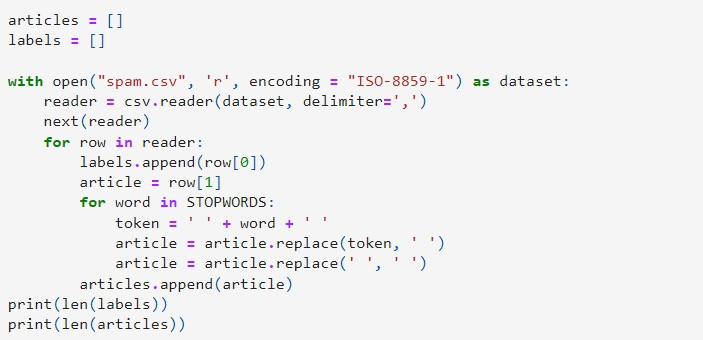 articles = []
labels = []
with open("spam.csv", 'r', encoding = "ISO-8859-1") as dataset:
    reader = csv.reader(dataset, delimiter=',')
    next(reader)
    for row in reader:
        labels.append(row[0])
        article = row[1]
        for word in STOPWORDS:
            token = ' ' + word + ' '
            article = article.replace(token, ' ')
            article = article.replace(' ', ' ')
        articles.append(article)
print(len(labels))
print(len(articles))